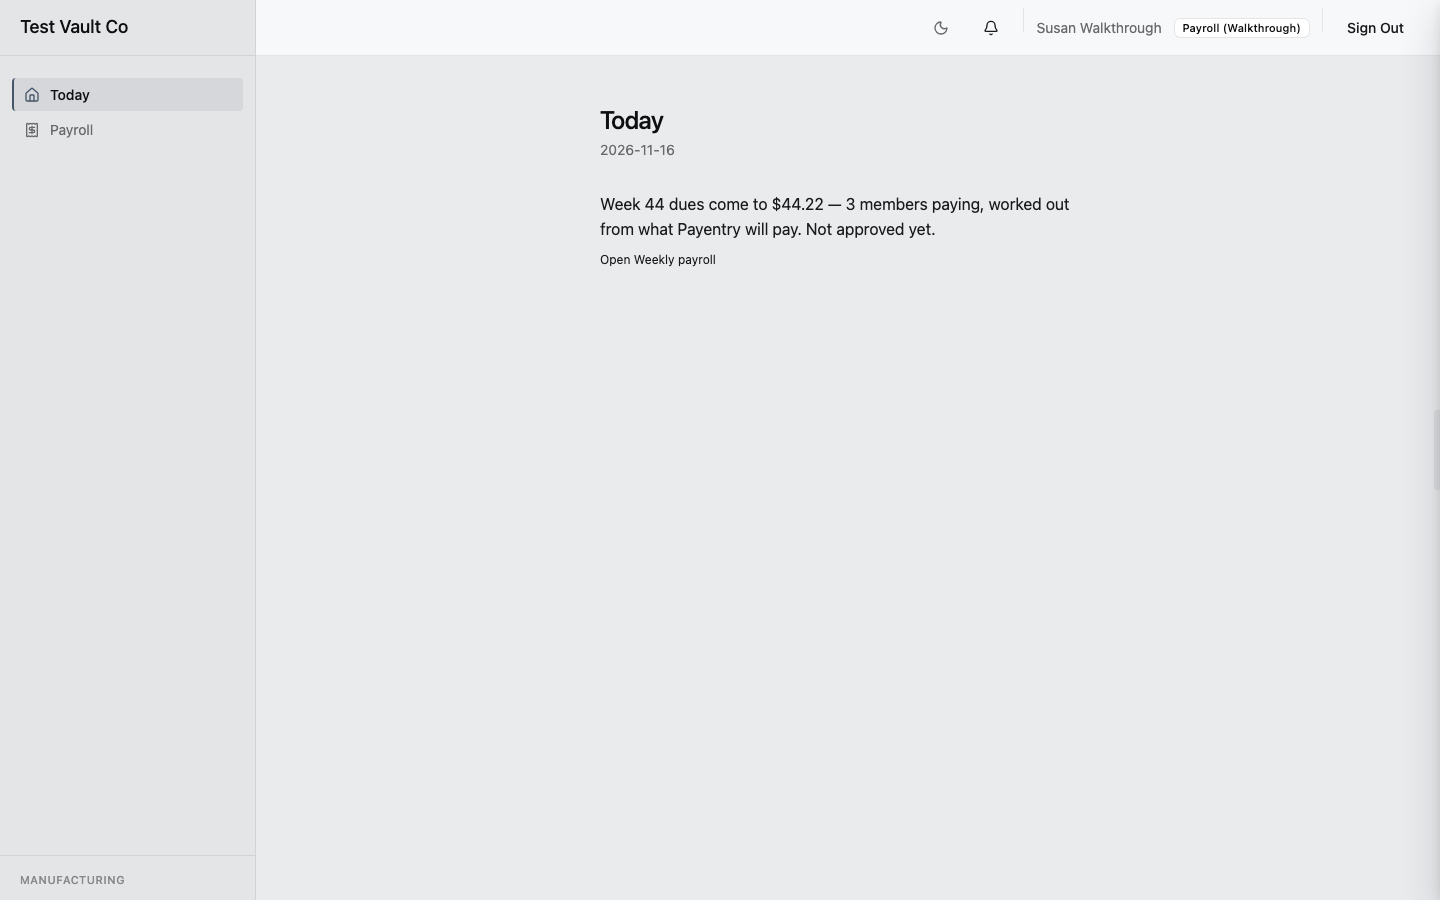 Test Vault Co
Susan Walkthrough
Payroll (Walkthrough)
Sign Out
Today
Payroll
Today
2026-11-16
Week 44 dues come to $44.22 — 3 members paying, worked out
from what Payentry will pay. Not approved yet.
Open Weekly payroll
MANUFACTURING